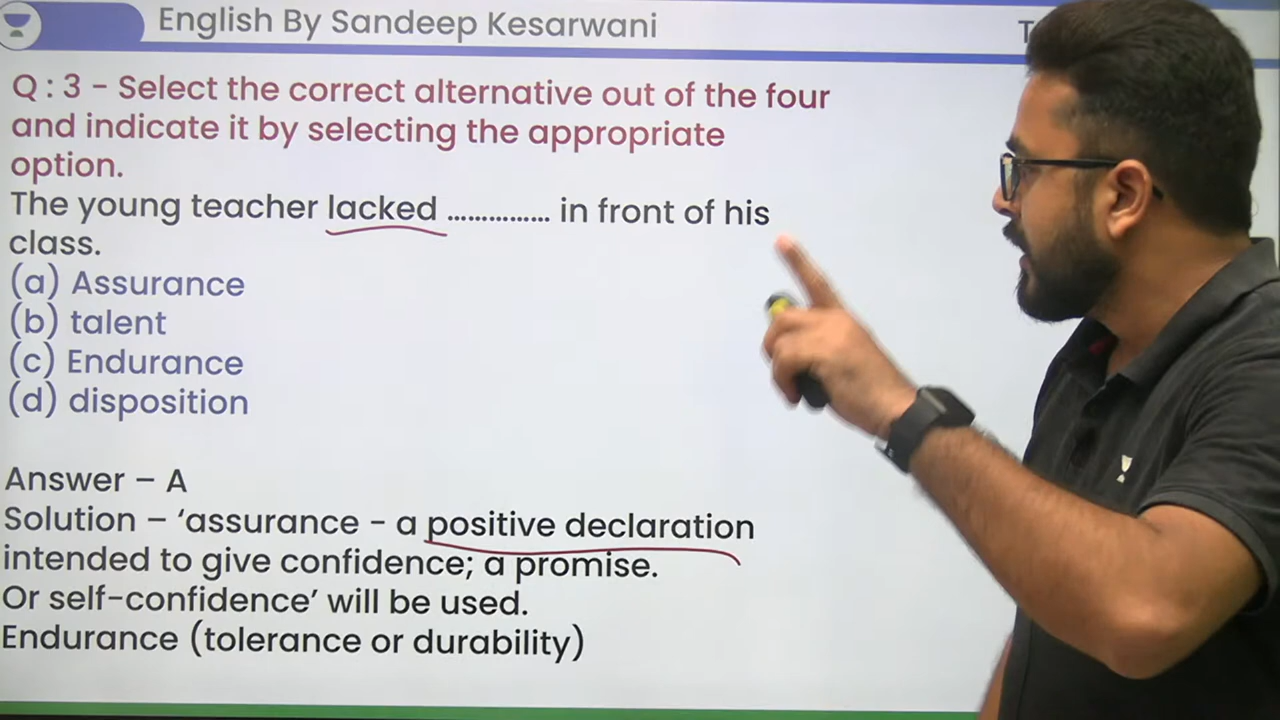 English By Sandeep Kesarwani
Q : 3 - Select the correct alternative out of the four
and indicate it by selecting the appropriate
option.
The young teacher lacked ............... in front of his
class.
(a) Assurance
(b) talent
(c) Endurance
(d) disposition
Answer – A
Solution – ‘assurance - a positive declaration
intended to give confidence; a promise.
Or self-confidence’ will be used.
Endurance (tolerance or durability)